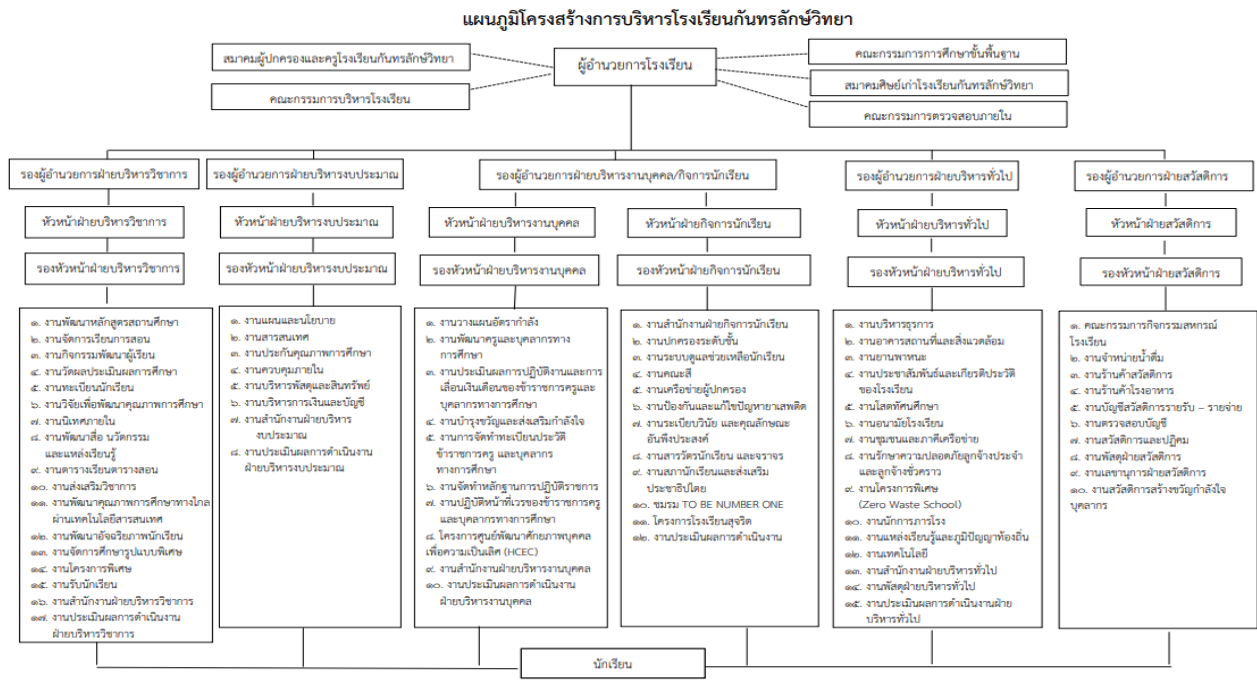 แผนภูมิโครงสร้างการบริหารโรงเรียนกันทรลักษ์วิทยา
ผู้อำนวยการโรงเรียน
สมาคมผู้ปกครองและครูโรงเรียนกันทรลักษ์วิทยา
คณะกรรมการบริหารโรงเรียน
คณะกรรมการการศึกษาขั้นพื้นฐาน
สมาคมศิษย์เก่าโรงเรียนกันทรลักษ์วิทยา
คณะกรรมการตรวจสอบภายใน
รองผู้อำนวยการฝ่ายบริหารวิชาการ
หัวหน้าฝ่ายบริหารวิชาการ
รองหัวหน้าฝ่ายบริหารวิชาการ
๑. งานพัฒนาหลักสูตรสถานศึกษา
๒. งานจัดการเรียนการสอน
๓. งานกิจกรรมพัฒนาผู้เรียน
๔. งานวัดผลประเมินผลการศึกษา
๕. งานทะเบียนนักเรียน
๖. งานวิจัยเพื่อพัฒนาคุณภาพการศึกษา
๗. งานนิเทศภายใน
๘. งานพัฒนาสื่อ นวัตกรรม
และแหล่งเรียนรู้
๙. งานตารางเรียนตารางสอน
๑๐. งานส่งเสริมวิชาการ
๑๑. งานพัฒนาคุณภาพการศึกษาทางไกล
ผ่านเทคโนโลยีสารสนเทศ
๑๒. งานพัฒนาอัจฉริยภาพนักเรียน
๑๓. งานจัดการศึกษารูปแบบพิเศษ
๑๔. งานโครงการพิเศษ
๑๕. งานรับนักเรียน
๑๖. งานสำนักงานฝ่ายบริหารวิชาการ
๑๗. งานประเมินผลการดำเนินงาน
ฝ่ายบริหารวิชาการ
รองผู้อำนวยการฝ่ายบริหารงบประมาณ
หัวหน้าฝ่ายบริหารงบประมาณ
รองหัวหน้าฝ่ายบริหารงบประมาณ
๑. งานแผนและนโยบาย
๒. งานสารสนเทศ
๓. งานประกันคุณภาพการศึกษา
๔. งานควบคุมภายใน
๕. งานบริหารพัสดุและสินทรัพย์
๖. งานบริหารการเงินและบัญชี
๗. งานสำนักงานฝ่ายบริหาร
งบประมาณ
๘. งานประเมินผลการดำเนินงาน
ฝ่ายบริหารงบประมาณ
รองผู้อำนวยการฝ่ายบริหารงานบุคคล/กิจการนักเรียน
หัวหน้าฝ่ายบริหารงานบุคคล
รองหัวหน้าฝ่ายบริหารงานบุคคล
๑. งานวางแผนอัตรากำลัง
๒. งานพัฒนาครูและบุคลากรทาง
การศึกษา
๓. งานประเมินผลการปฏิบัติงานและการ
เลื่อนเงินเดือนของข้าราชการครูและ
บุคลากรทางการศึกษา
๔. งานบำรุงขวัญและส่งเสริมกำลังใจ
๕. งานการจัดทำทะเบียนประวัติ
ข้าราชการครู และบุคลากร
ทางการศึกษา
๖. งานจัดทำหลักฐานการปฏิบัติราชการ
๗. งานปฏิบัติหน้าที่เวรของข้าราชการครู
และบุคลากรทางการศึกษา
๘. โครงการศูนย์พัฒนาศักยภาพบุคคล
เพื่อความเป็นเลิศ (HCEC)
๙. งานสำนักงานฝ่ายบริหารงานบุคคล
๑๐. งานประเมินผลการดำเนินงาน
ฝ่ายบริหารงานบุคคล
หัวหน้าฝ่ายกิจการนักเรียน
รองหัวหน้าฝ่ายกิจการนักเรียน
๑. งานสำนักงานฝ่ายกิจการนักเรียน
๒. งานปกครองระดับชั้น
๓. งานระบบดูแลช่วยเหลือนักเรียน
๔. งานคณะสี
๕. งานเครือข่ายผู้ปกครอง
๖. งานป้องกันและแก้ไขปัญหายาเสพติด
๗. งานระเบียบวินัย และคุณลักษณะ
อันพึงประสงค์
๘. งานสารวัตรนักเรียน และจราจร
๙. งานสภานักเรียนและส่งเสริม
ประชาธิปไตย
๑๐. ชมรม TO BE NUMBER ONE
๑๑. โครงการโรงเรียนสุจริต
๑๒. งานประเมินผลการดำเนินงาน
รองผู้อำนวยการฝ่ายบริหารทั่วไป
หัวหน้าฝ่ายบริหารทั่วไป
รองหัวหน้าฝ่ายบริหารทั่วไป
๑. งานบริหารธุรการ
๒. งานอาคารสถานที่และสิ่งแวดล้อม
๓. งานยานพาหนะ
๔. งานประชาสัมพันธ์และเกียรติประวัติ
ของโรงเรียน
๕. งานโสตทัศนศึกษา
๖. งานอนามัยโรงเรียน
๗. งานชุมชนและภาคีเครือข่าย
๘. งานรักษาความปลอดภัยลูกจ้างประจำ
และลูกจ้างชั่วคราว
๙. งานโครงการพิเศษ
(Zero Waste School)
๑๐. งานนักการภารโรง
๑๑. งานแหล่งเรียนรู้และภูมิปัญญาท้องถิ่น
๑๒. งานเทคโนโลยี
๑๓. งานสำนักงานฝ่ายบริหารทั่วไป
๑๔. งานพัสดุฝ่ายบริหารทั่วไป
๑๕. งานประเมินผลการดำเนินงานฝ่าย
บริหารทั่วไป
รองผู้อำนวยการฝ่ายสวัสดิการ
หัวหน้าฝ่ายสวัสดิการ
รองหัวหน้าฝ่ายสวัสดิการ
๑. คณะกรรมการกิจกรรมสหกรณ์
โรงเรียน
๒. งานจำหน่ายน้ำดื่ม
๓. งานร้านค้าสวัสดิการ
๔. งานร้านค้าโรงอาหาร
๕. งานบัญชีสวัสดิการรายรับ – รายจ่าย
๖. งานตรวจสอบบัญชี
๗. งานสวัสดิการและปฏิคม
๘. งานพัสดุฝ่ายสวัสดิการ
๙. งานเลขานุการฝ่ายสวัสดิการ
๑๐. งานสวัสดิการสร้างขวัญกำลังใจ
บุคลากร
นักเรียน